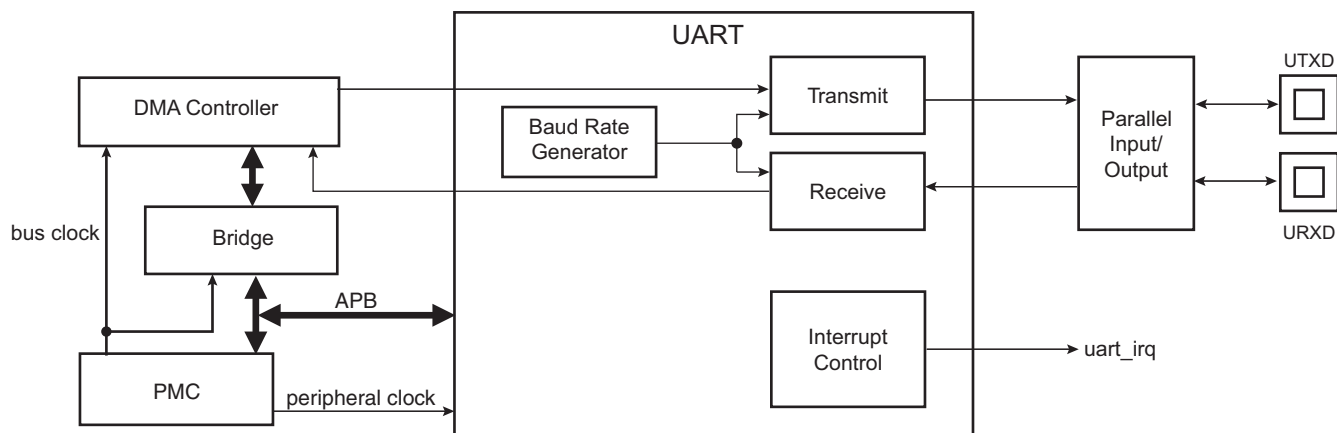 UART
UTXD
DMA Controller
Transmit
Baud Rate
Generator
Parallel
Input/
Output
Receive
bus clock
Bridge
URXD
APB
Interrupt
Control
uart_irq
PMC
peripheral clock